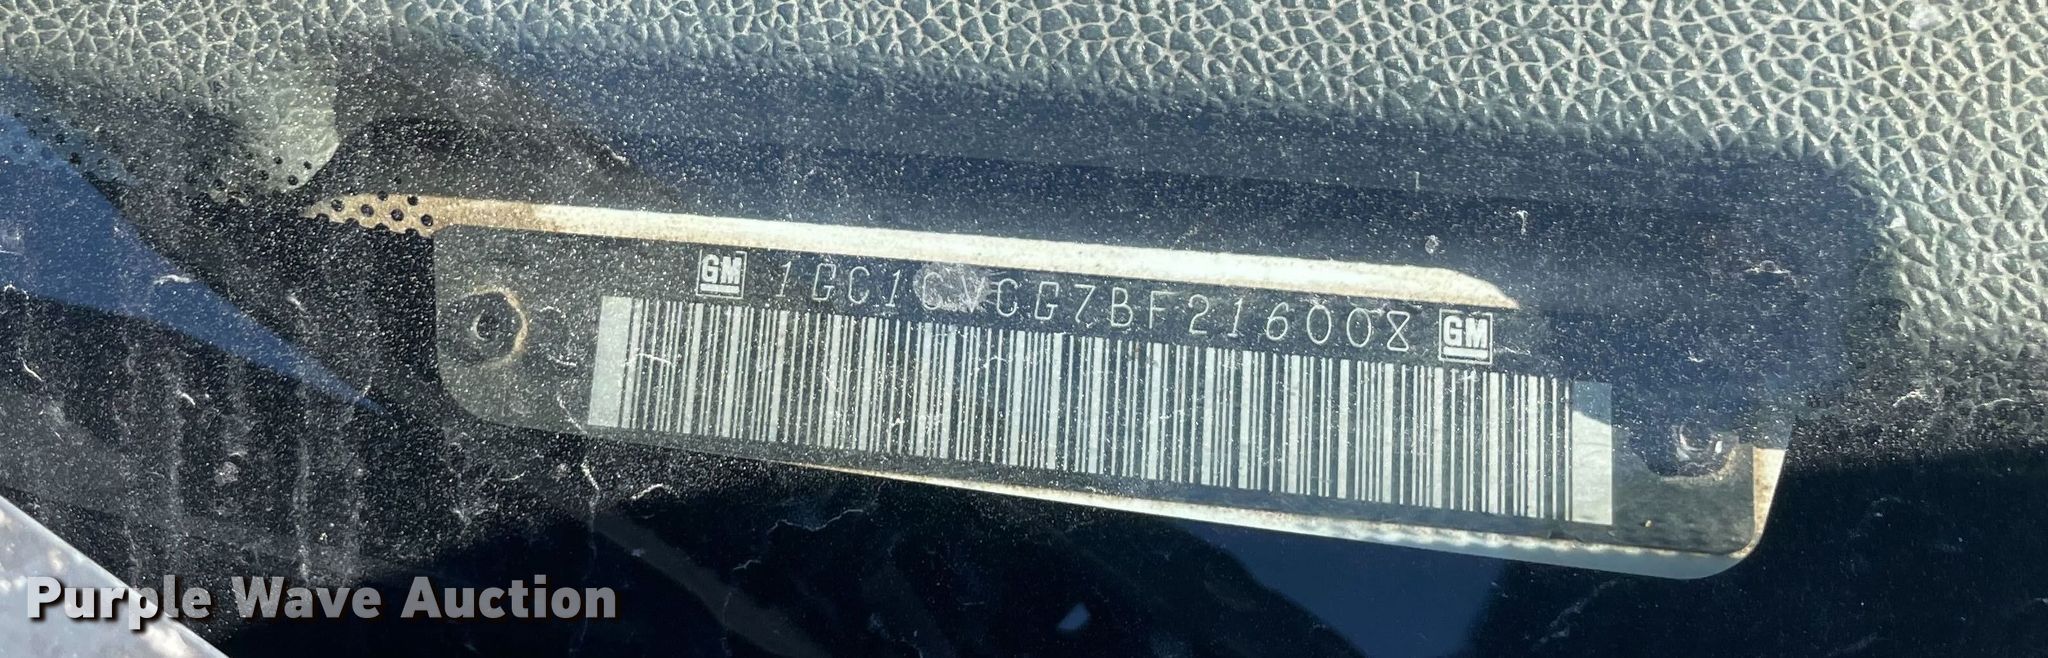 GM 1GC1CVCG7BF216008 GM
Purple Wave Auction